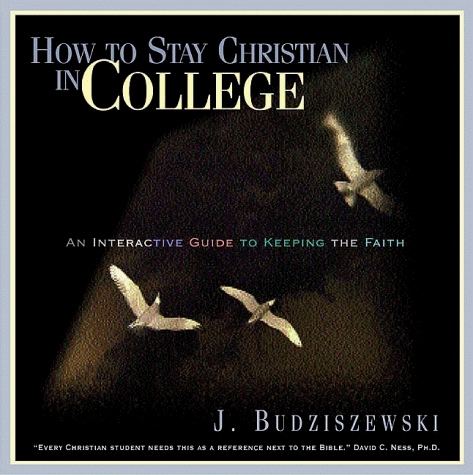 How to Stay Christian
in College
An Interactive Guide to Keeping the Faith
J. Budziszewski
"Every Christian student needs this as a reference next to the Bible." David C. Ness, Ph.D.